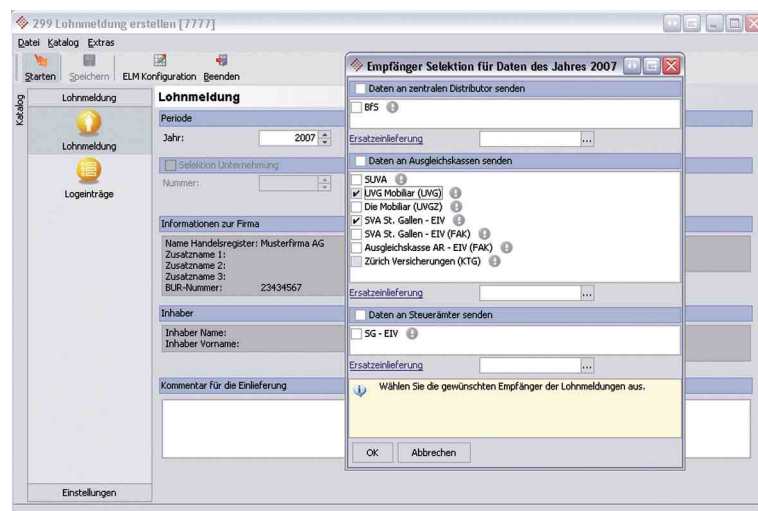 299 Lohnmeldung erstellen [7777]
Datei Katalog Extras
Starten Speichern ELM Konfiguration Beenden
Katalog
Lohnmeldung
Lohnmeldung
Logeinträge
Einstellungen
Lohnmeldung
Periode
Jahr: 2007
Selektion Unternehmung
Nummer:
Informationen zur Firma
Name Handelsregister: Musterfirma AG
Zusatzname 1:
Zusatzname 2:
Zusatzname 3:
BUR-Nummer: 23434567
Inhaber
Inhaber Name:
Inhaber Vorname:
Kommentar für die Einlieferung
Empfänger Selektion für Daten des Jahres 2007
Daten an zentralen Distributor senden
BfS
Ersatzeinlieferung ...
Daten an Ausgleichskassen senden
SUVA
UVG Mobiliar (UVG)
Die Mobiliar (UVGZ)
SVA St. Gallen - EIV
SVA St. Gallen - EIV (FAK)
Ausgleichskasse AR - EIV (FAK)
Zürich Versicherungen (KTG)
Ersatzeinlieferung ...
Daten an Steuerämter senden
SG - EIV
Ersatzeinlieferung ...
Wählen Sie die gewünschten Empfänger der Lohnmeldungen aus.
OK Abbrechen